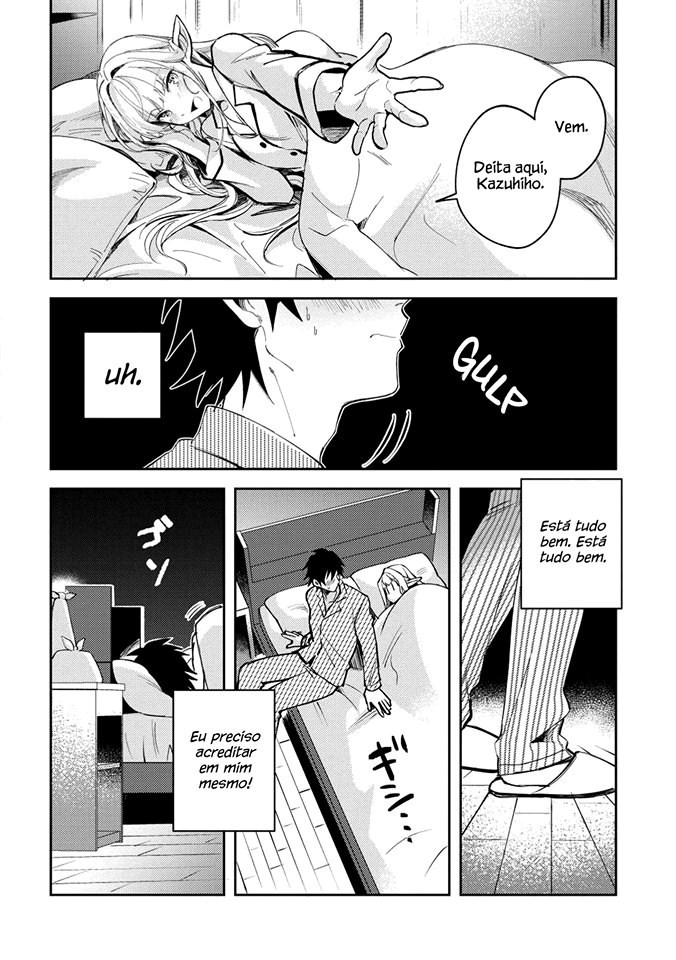 Vem.
Deita aqui,
Kazuhiho.
uh.
GULP
Está tudo
bem. Está
tudo bem.
ギシ…
Eu preciso
acreditar
em mim
mesmo!
ゴソ